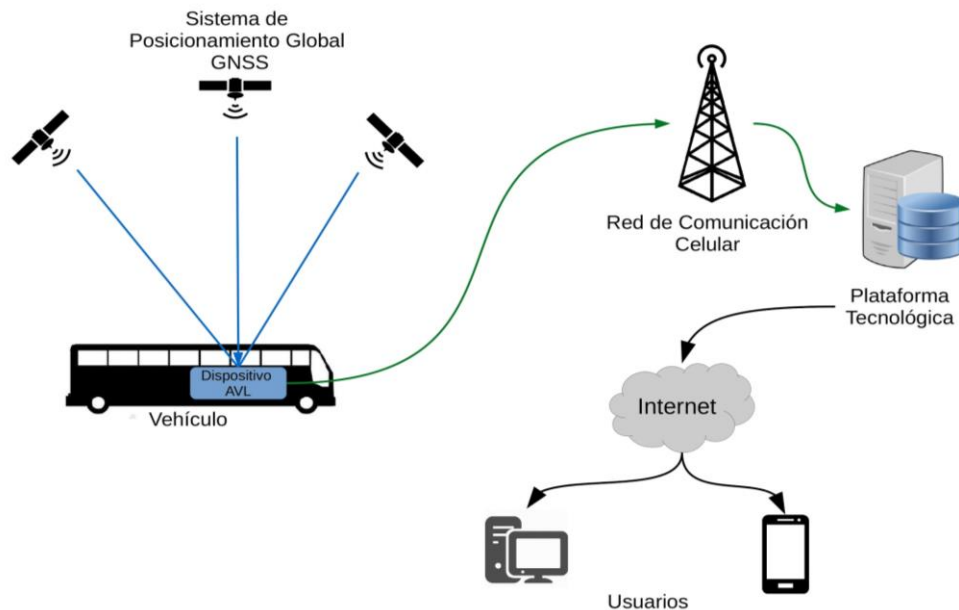 Sistema de
Posicionamiento Global
GNSS
Red de Comunicación
Celular
Plataforma
Tecnológica
Dispositivo
AVL
Vehículo
Internet
Usuarios